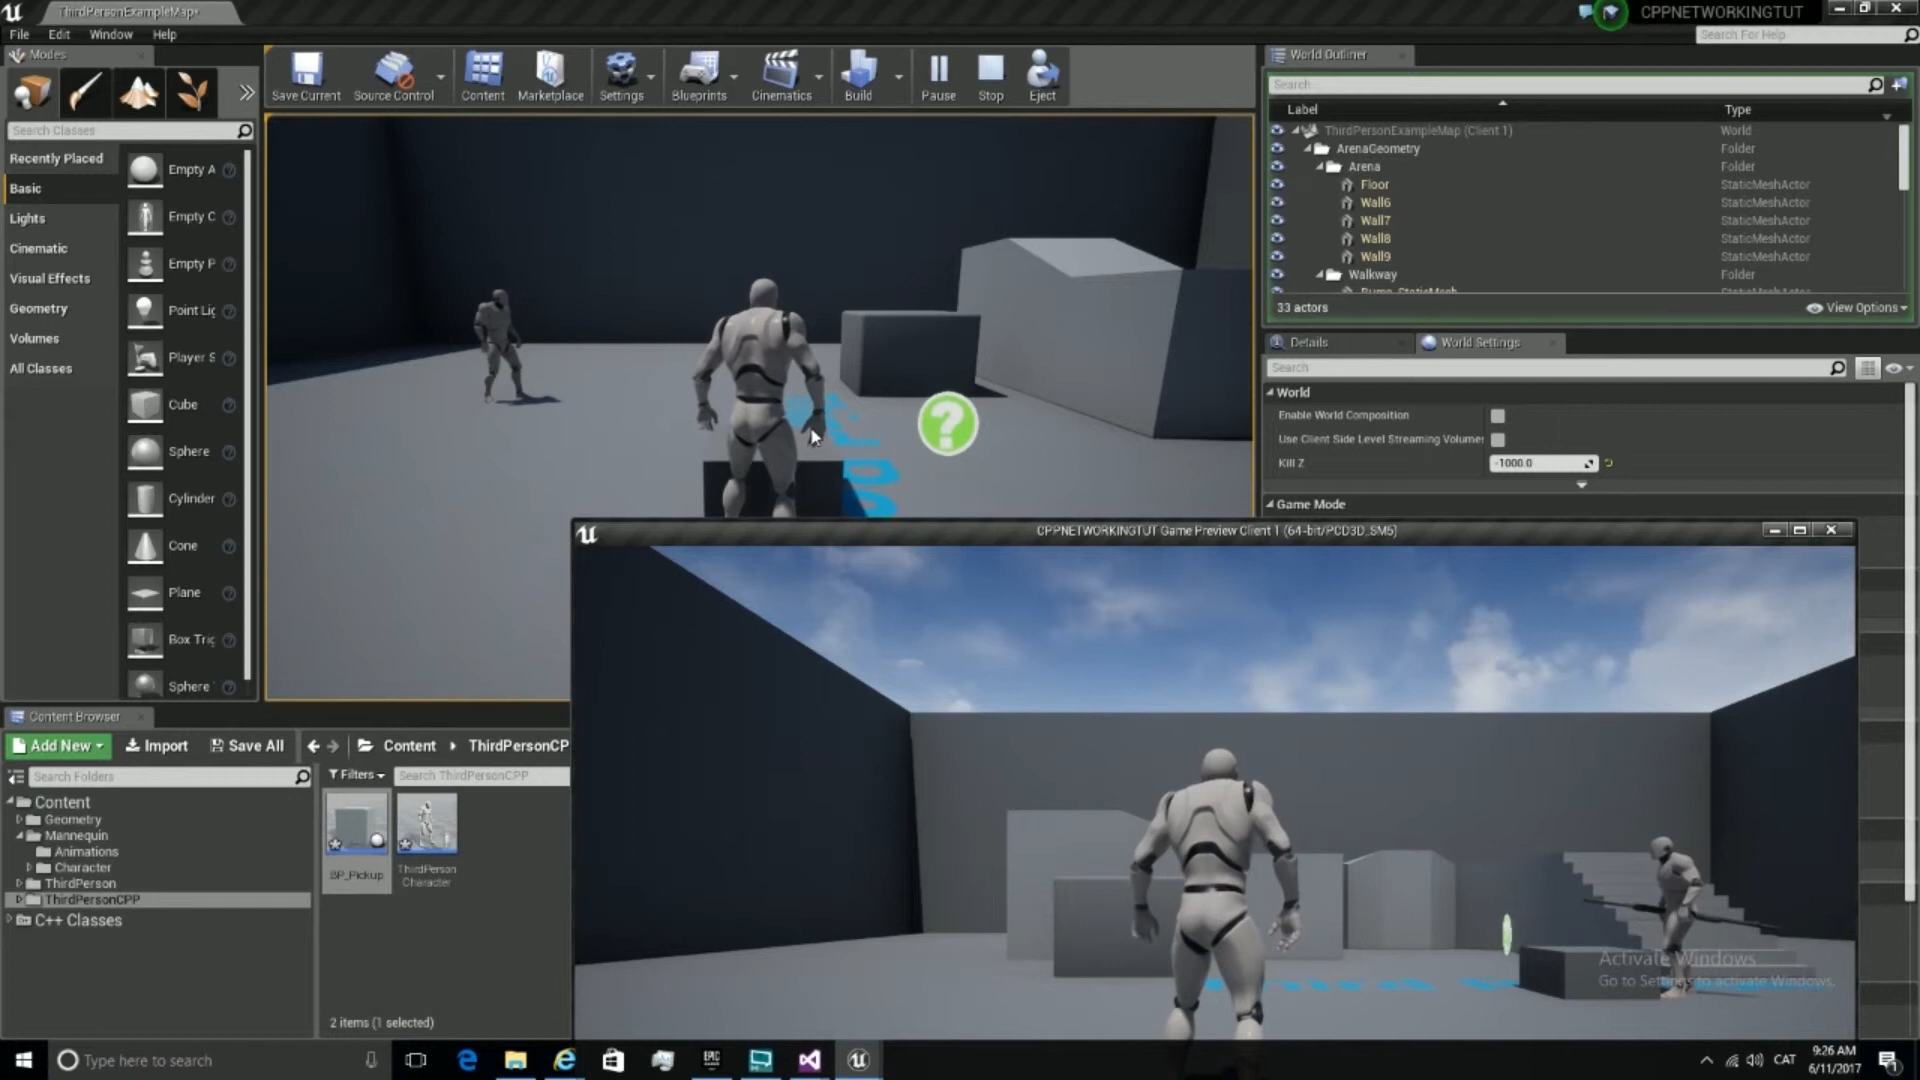 ThirdPersonExampleMap*
CPPNETWORKINGTUT
File Edit Window Help
Search For Help
Modes
Save Current
Source Control
Content
Marketplace
Settings
Blueprints
Cinematics
Build
Pause
Stop
Eject
Search Classes
Recently Placed
Basic
Lights
Cinematic
Visual Effects
Geometry
Volumes
All Classes
Empty A
Empty C
Empty P
Point Lig
Player S
Cube
Sphere
Cylinder
Cone
Plane
Box Trig
Sphere
World Outliner
Search...
Label Type
ThirdPersonExampleMap (Client 1) World
ArenaGeometry Folder
Arena Folder
Floor StaticMeshActor
Wall6 StaticMeshActor
Wall7 StaticMeshActor
Wall8 StaticMeshActor
Wall9 StaticMeshActor
Walkway Folder
Bump_StaticMesh StaticMeshActor
33 actors
View Options
Details
World Settings
Search
World
Enable World Composition
Use Client Side Level Streaming Volumes
Kill Z -1000.0
Game Mode
CPPNETWORKINGTUT Game Preview Client 1 (64-bit/PCD3D_SM5)
Activate Windows
Go to Settings to activate Windows.
Content Browser
Add New
Import
Save All
Content
ThirdPersonCP
Search Folders
Filters
Search ThirdPersonCPP
Content
Geometry
Mannequin
Animations
Character
ThirdPerson
ThirdPersonCPP
C++ Classes
BP_Pickup
ThirdPerson
Character
2 items (1 selected)
Type here to search
EPIC
CAT
9:26 AM
6/11/2017
1